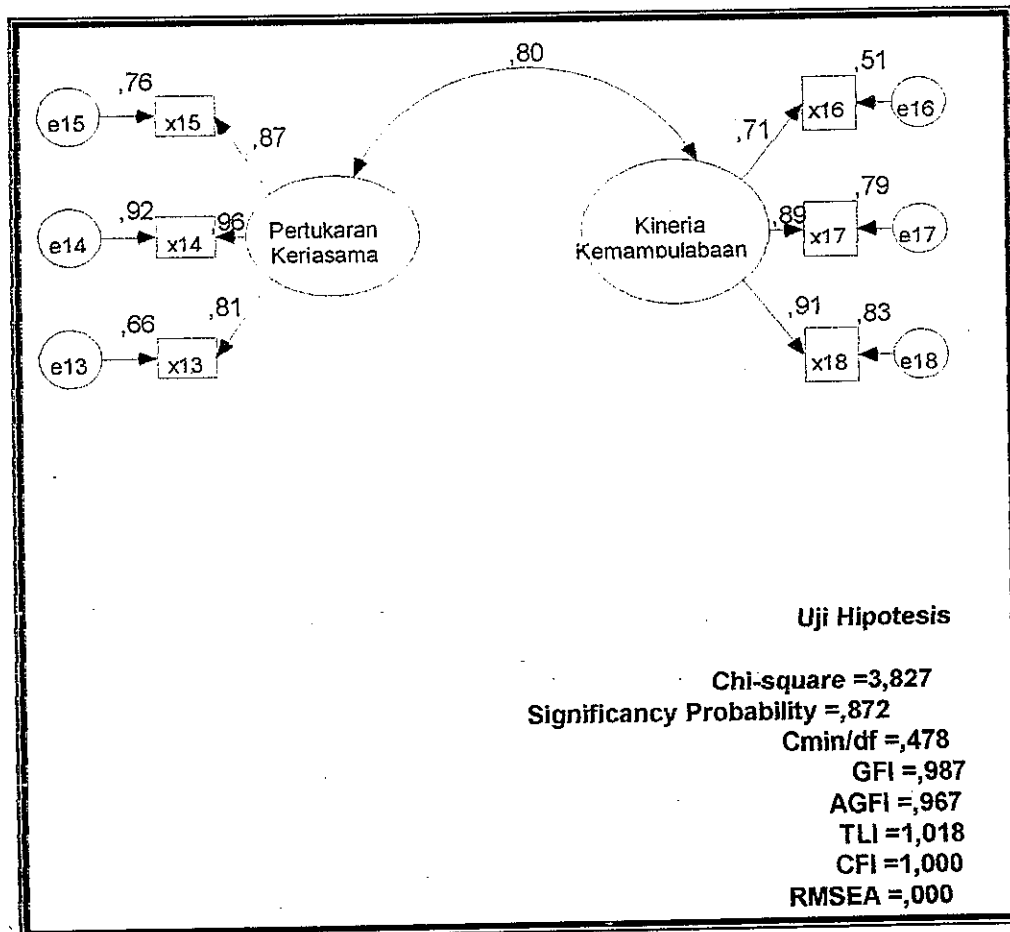 ,80
,76
,51
e15
x15
x16
e16
,87
,71
,92
,96
,89
,79
e14
x14
Pertukaran
Keriasama
Kineria
Kemampulabaan
x17
e17
,66
,81
,91
,83
e13
x13
x18
e18
Uji Hipotesis
Chi-square =3,827
Significancy Probability =,872
Cmin/df =,478
GFI =,987
AGFI =,967
TLI =1,018
CFI =1,000
RMSEA =,000